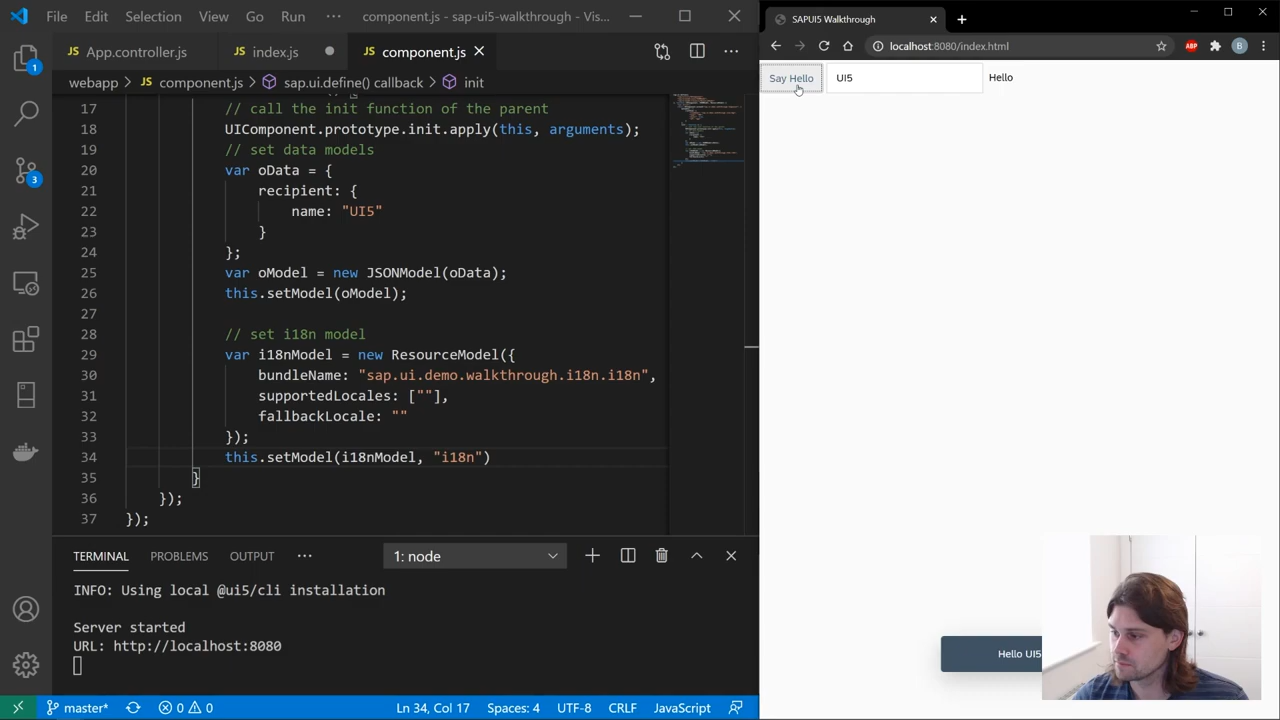 File Edit Selection View Go Run ··· component.js - sap-ui5-walkthrough - Vis...
App.controller.js index.js component.js
component.js > sap.ui.define() callback > init
17 //call the init function of the parent
18 UIComponent.prototype.init.apply(this, arguments);
19 // set data models
20 var oData = {
21 recipient: {
22 name: "UI5"
23 }
24 };
25 var oModel = new JSONModel(oData);
26 this.setModel(oModel);
27
28 // set i18n model
29 var i18nModel = new ResourceModel({
30 bundleName: "sap.ui.demo.walkthrough.i18n.i18n",
31 supportedLocales: [""],
32 fallbackLocale: ""
33 });
34 this.setModel(i18nModel, "i18n")
35 }
36 });
37 });
1
3
TERMINAL PROBLEMS OUTPUT ··· 1: node
INFO: Using local @ui5/cli installation
Server started
URL: http://localhost:8080
master* 0 0 Ln 34, Col 17 Spaces: 4 UTF-8 CRLF JavaScript
SAPUI5 Walkthrough
localhost:8080/index.html ABP B
Say Hello UI5 Hello
Hello UI5